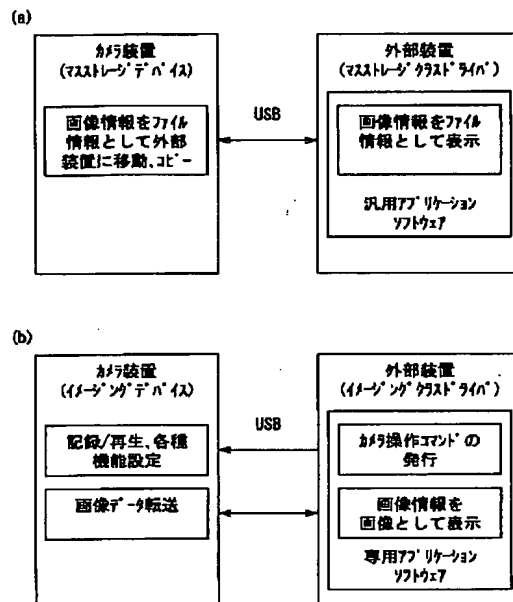 (a)
カメラ装置
(マスストレージデバイス)
画像情報をファイル
情報として外部
装置に移動、コピー
USB
外部装置
(マスストレージクラスドライバ)
画像情報をファイル
情報として表示
汎用アプリケーション
ソフトウェア
(b)
カメラ装置
(イメージングデバイス)
記録/再生、各種
機能設定
画像データ転送
USB
外部装置
(イメージングクラスドライバ)
カメラ操作コマンドの
発行
画像情報を
画像として表示
専用アプリケーション
ソフトウェア